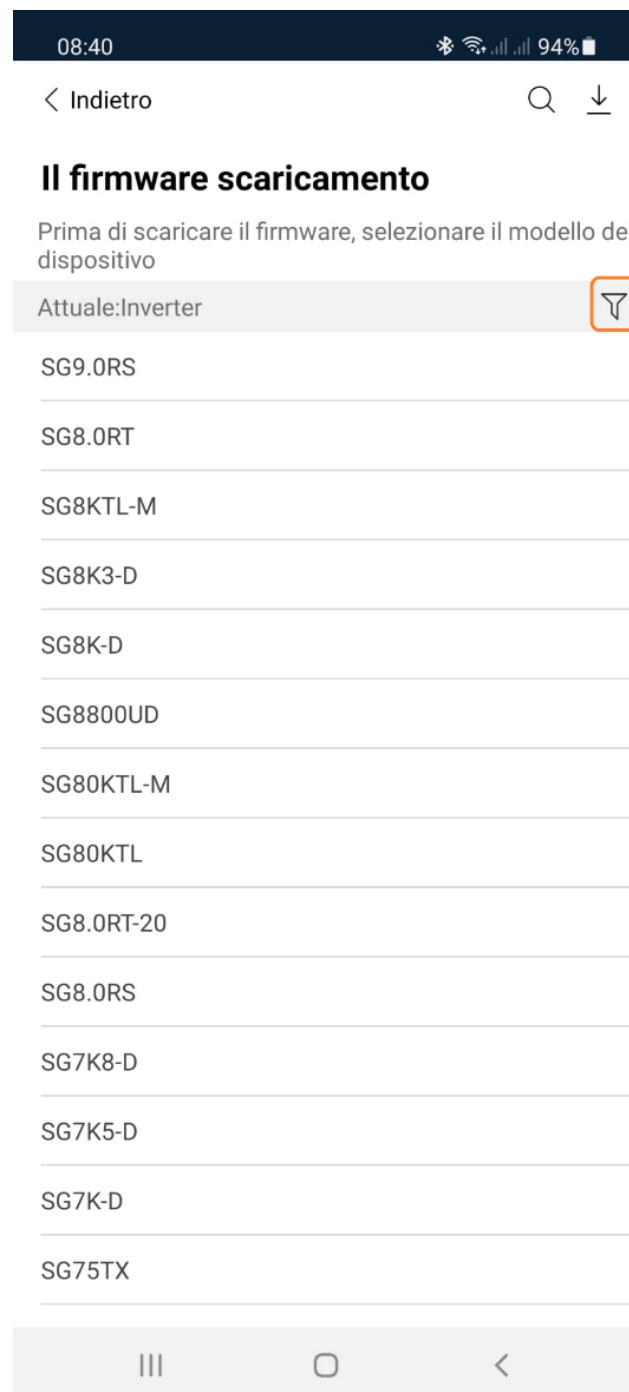 08:40 94%
Indietro
Il firmware scaricamento
Prima di scaricare il firmware, selezionare il modello de
dispositivo
Attuale:Inverter
SG9.0RS
SG8.0RT
SG8KTL-M
SG8K3-D
SG8K-D
SG8800UD
SG80KTL-M
SG80KTL
SG8.0RT-20
SG8.0RS
SG7K8-D
SG7K5-D
SG7K-D
SG75TX